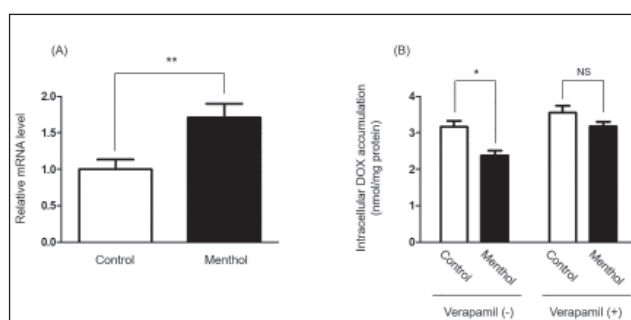 (A)
**
Relative mRNA level
2.0
1.5
1.0
0.5
0.0
Control Menthol
(B)
* NS
Intracellular DOX accumulation
(nmol/mg protein)
4
3
2
1
0
Control Menthol Control Menthol
Verapamil (-) Verapamil (+)